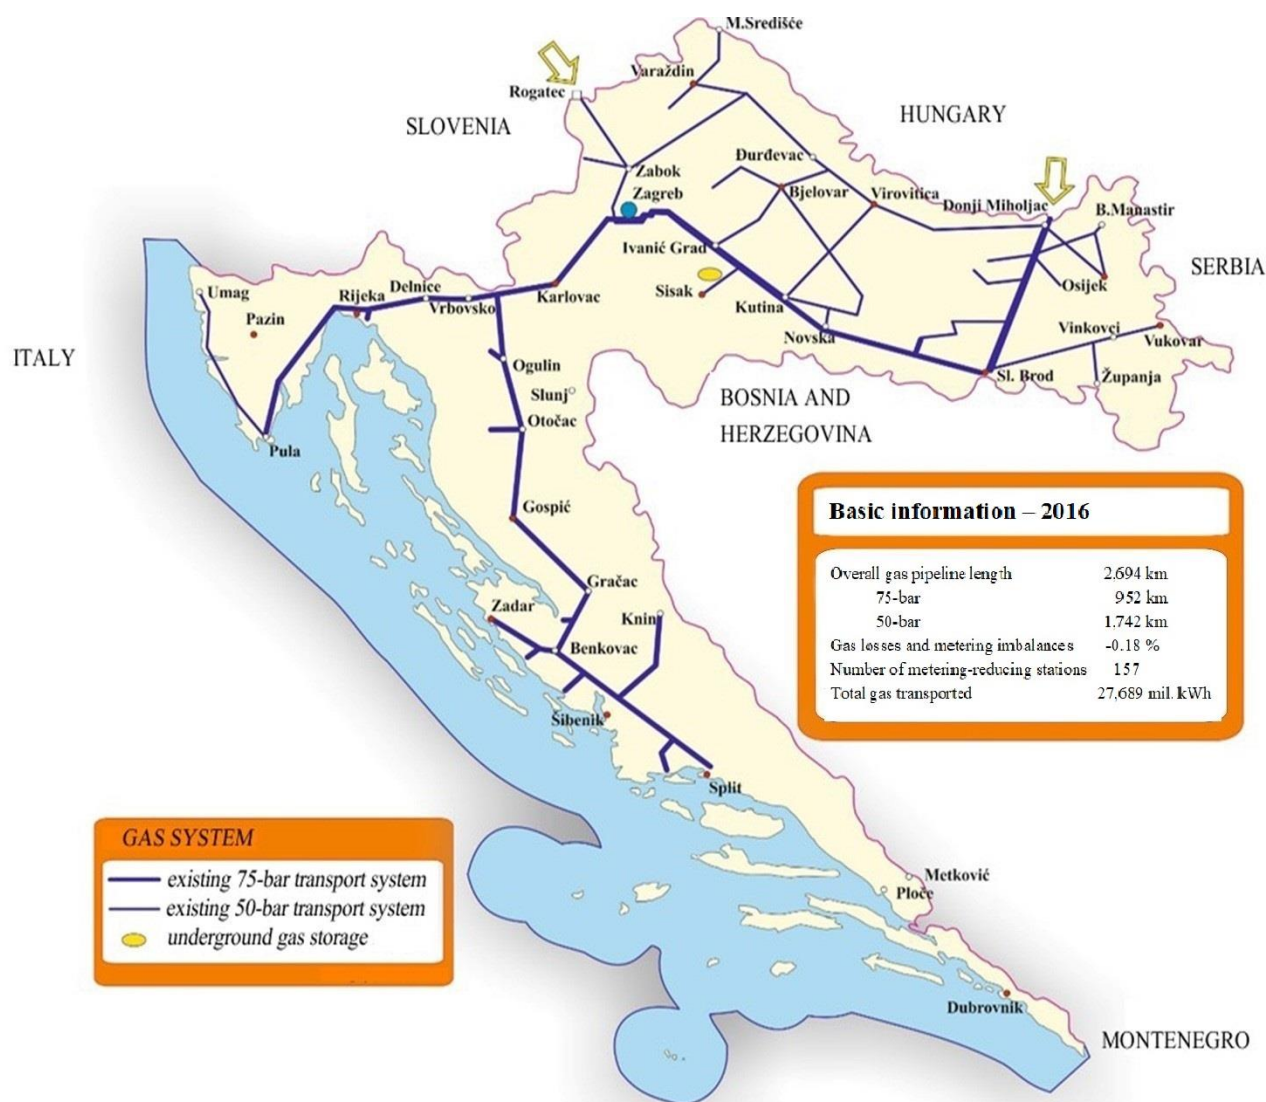 M.Središće
Varaždin
Rogatec
SLOVENIA
HUNGARY
Đurđevac
Zabok
Bjelovar
Virovitica
Zagreb
Donji Miholjac
B.Manastir
Ivanić Grad
SERBIA
Sisak
Osijek
Umag
Rijeka
Delnice
Vrbovsko
Karlovac
Kutina
Pazin
Novska
Vinkovci
Vukovar
ITALY
Ogulin
Sl. Brod
Županja
Slunj
BOSNIA AND
HERZEGOVINA
Otočac
Pula
Gospić
Gračac
Zadar
Knin
Benkovac
Šibenik
Split
Metković
Ploče
Dubrovnik
MONTENEGRO
Basic information – 2016
Overall gas pipeline length 2.694 km
75-bar 952 km
50-bar 1.742 km
Gas losses and metering imbalances -0.18 %
Number of metering-reducing stations 157
Total gas transported 27,689 mil. kWh
GAS SYSTEM
existing 75-bar transport system
existing 50-bar transport system
underground gas storage